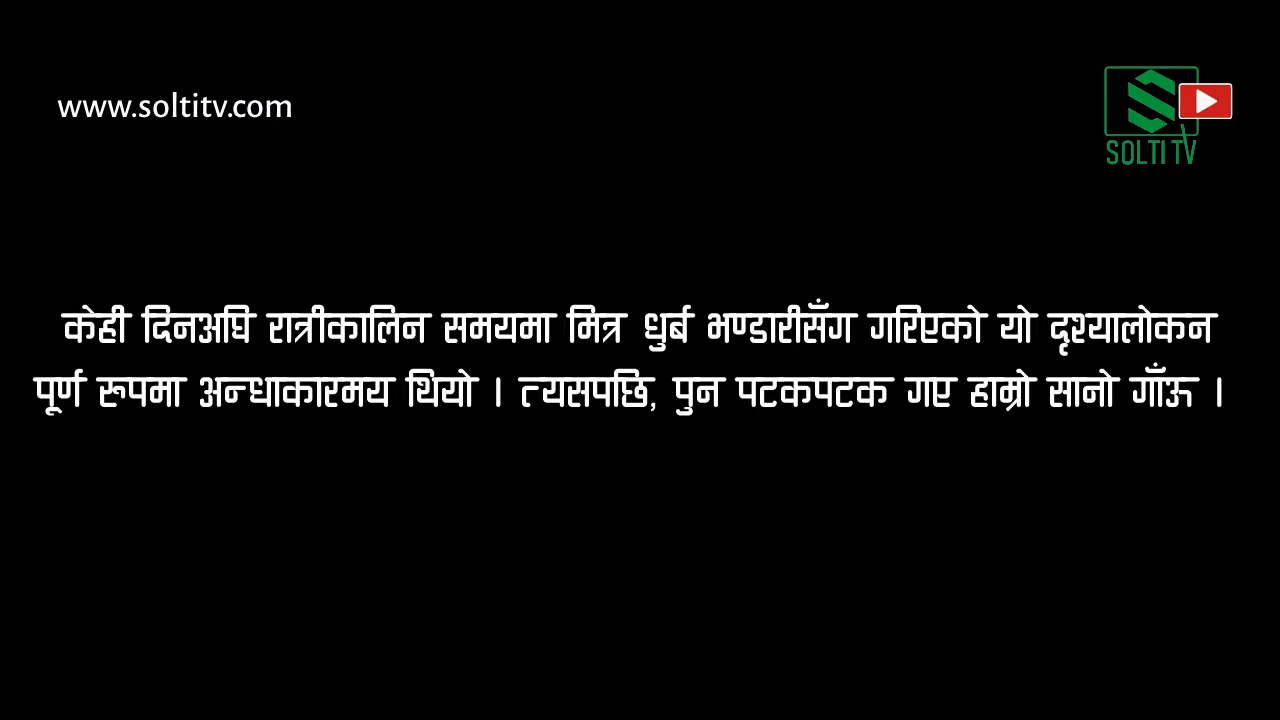 www.soltitv.com
SOLTI TV
केही दिनअघि रात्रीकालिन समयमा मित्र धुर्ब भण्डारीसँग गरिएको यो दृश्यालोकन
पूर्ण रूपमा अन्धाकारमय थियो । त्यसपछि, पुन पटकपटक गए हाम्रो सानो गाँऊ ।